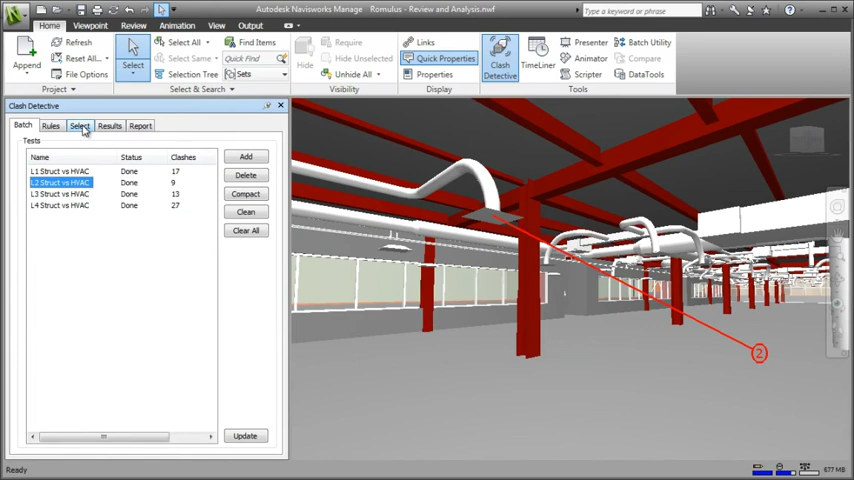 Autodesk Navisworks Manage Romulus - Review and Analysis.nwf
Type a keyword or phrase
Home Viewpoint Review Animation View Output
Append
Refresh
Reset All...
File Options
Project
Select
Select All
Save Selection
Selection Tree
Find Items
Quick Find
Sets
Select & Search
Hide
Require
Hide Unselected
Unhide All
Visibility
Links
Quick Properties
Properties
Display
Clash Detective
TimeLiner
Presenter
Animator
Scripter
Batch Utility
Compare
DataTools
Tools
Clash Detective
Batch Rules Select Results Report
Tests
Name Status Clashes
L1 Struct vs HVAC Done 17
L2 Struct vs HVAC Done 9
L3 Struct vs HVAC Done 13
L4 Struct vs HVAC Done 27
Add
Delete
Compact
Clean
Clear All
Update
2
Ready
677 MB